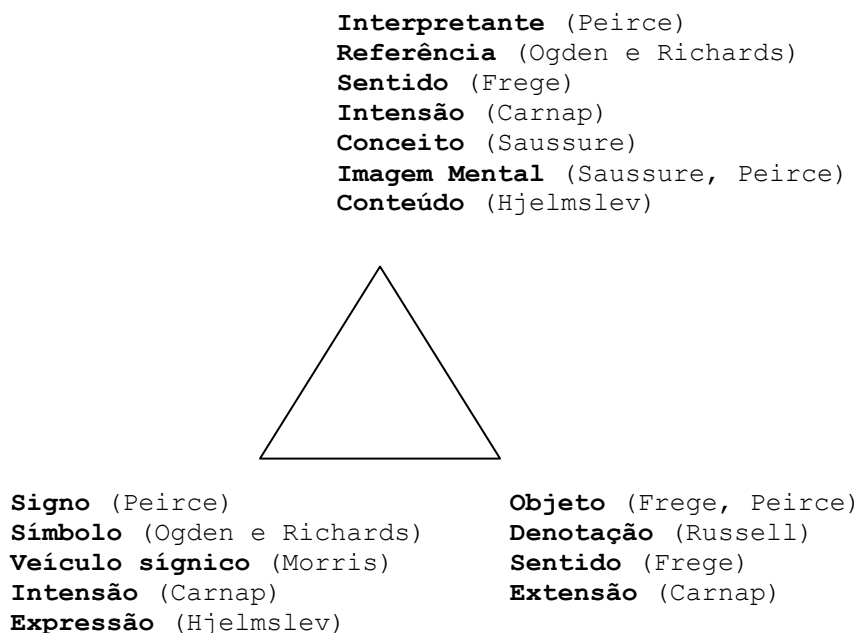 Interpretante (Peirce)
Referência (Ogden e Richards)
Sentido (Frege)
Intensão (Carnap)
Conceito (Saussure)
Imagem Mental (Saussure, Peirce)
Conteúdo (Hjelmslev)
Signo (Peirce)
Símbolo (Ogden e Richards)
Veículo sígnico (Morris)
Intensão (Carnap)
Expressão (Hjelmslev)
Objeto (Frege, Peirce)
Denotação (Russell)
Sentido (Frege)
Extensão (Carnap)